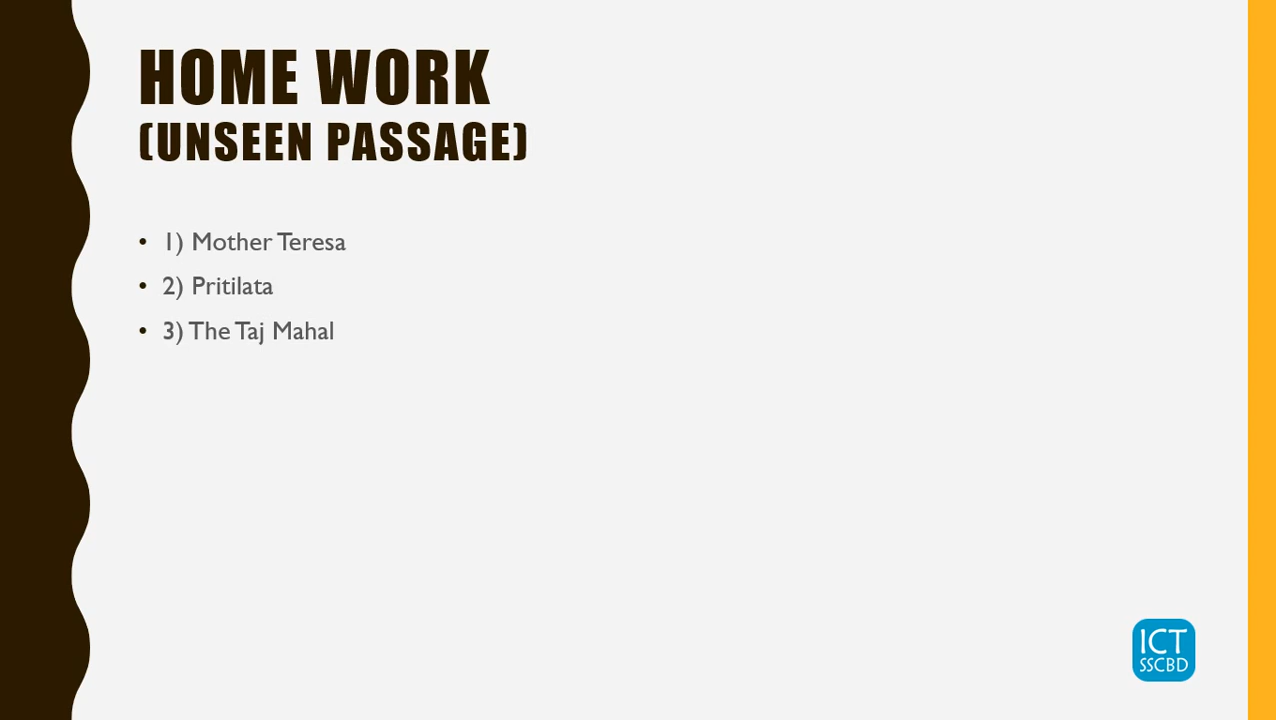 HOME WORK
(UNSEEN PASSAGE)
• 1) Mother Teresa
• 2) Pritilata
• 3) The Taj Mahal
ICT
SSCBD